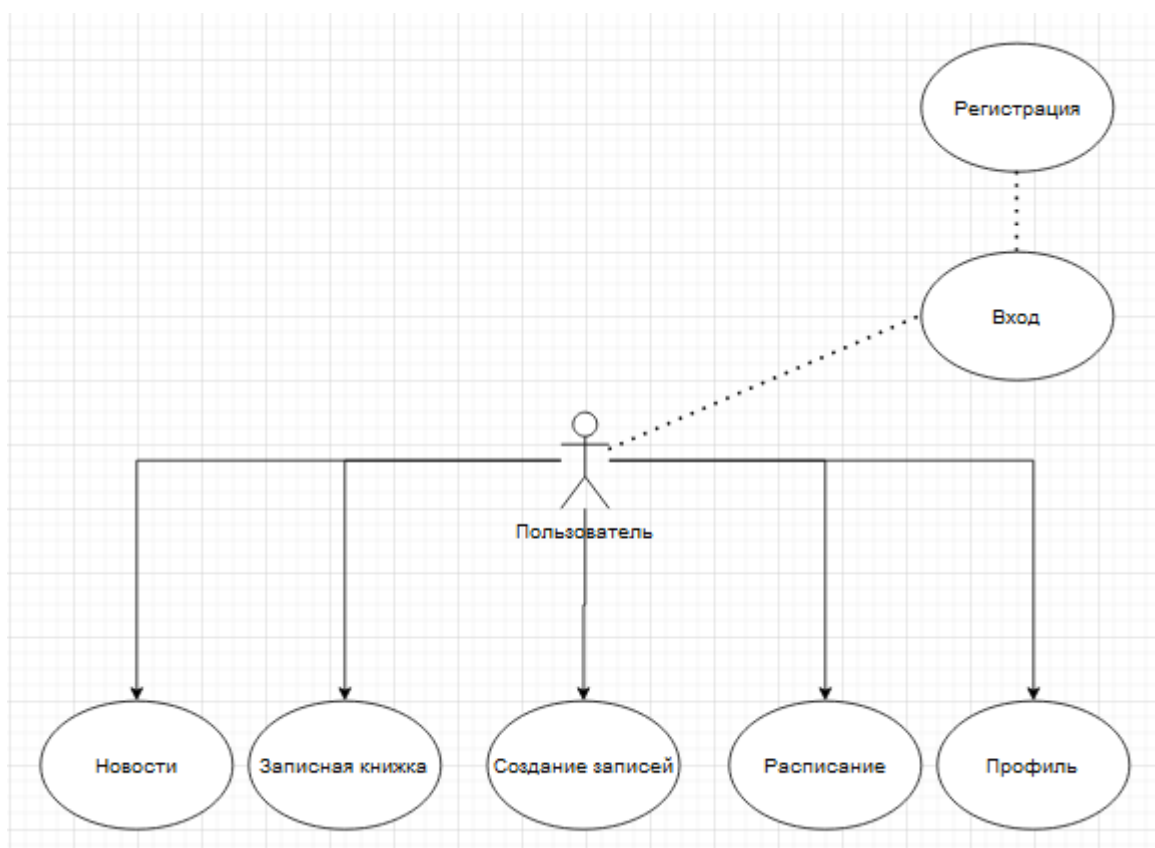 Регистрация
Вход
Пользователь
Новости
Записная книжка
Создание записей
Расписание
Профиль